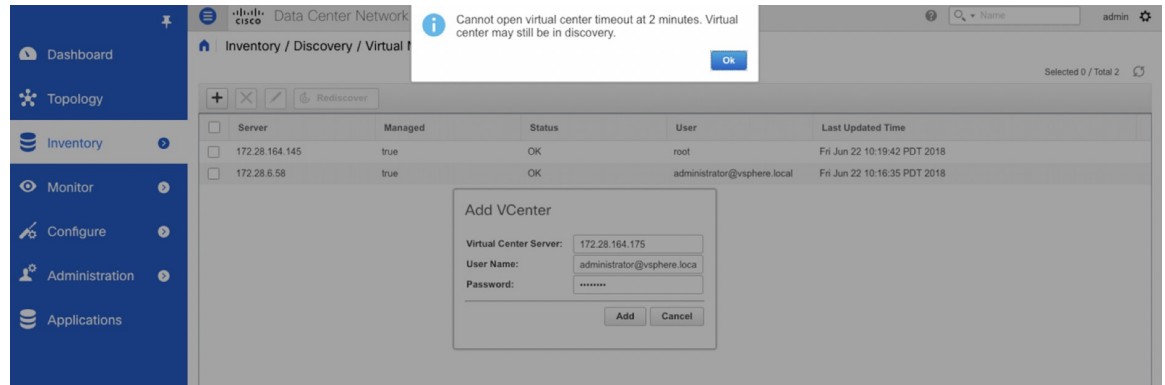 Cannot open virtual center timeout at 2 minutes. Virtual
center may still be in discovery.
Ok
cisco Data Center Network
Name
admin
Inventory / Discovery / Virtual
Selected 0 / Total 2
Dashboard
Topology
Inventory
Monitor
Configure
Administration
Applications
Rediscover
Server Managed Status User Last Updated Time
172.28.164.145 true OK root Fri Jun 22 10:19:42 PDT 2018
172.28.6.58 true OK administrator@vsphere.local Fri Jun 22 10:16:35 PDT 2018
Add VCenter
Virtual Center Server: 172.28.164.175
User Name: administrator@vsphere.loca
Password: ••••••••
Add Cancel